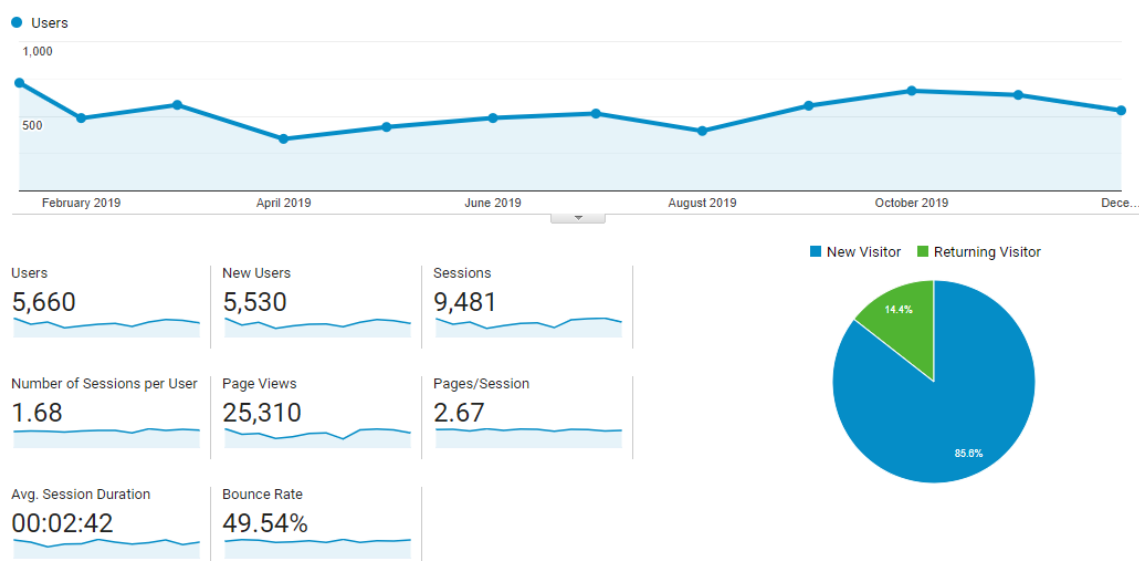 Users
1,000
500
February 2019 April 2019 June 2019 August 2019 October 2019 Dece...
New Visitor Returning Visitor
Users New Users Sessions
5,660 5,530 9,481
14.4%
Number of Sessions per User Page Views Pages/Session
1.68 25,310 2.67
85.6%
Avg. Session Duration Bounce Rate
00:02:42 49.54%